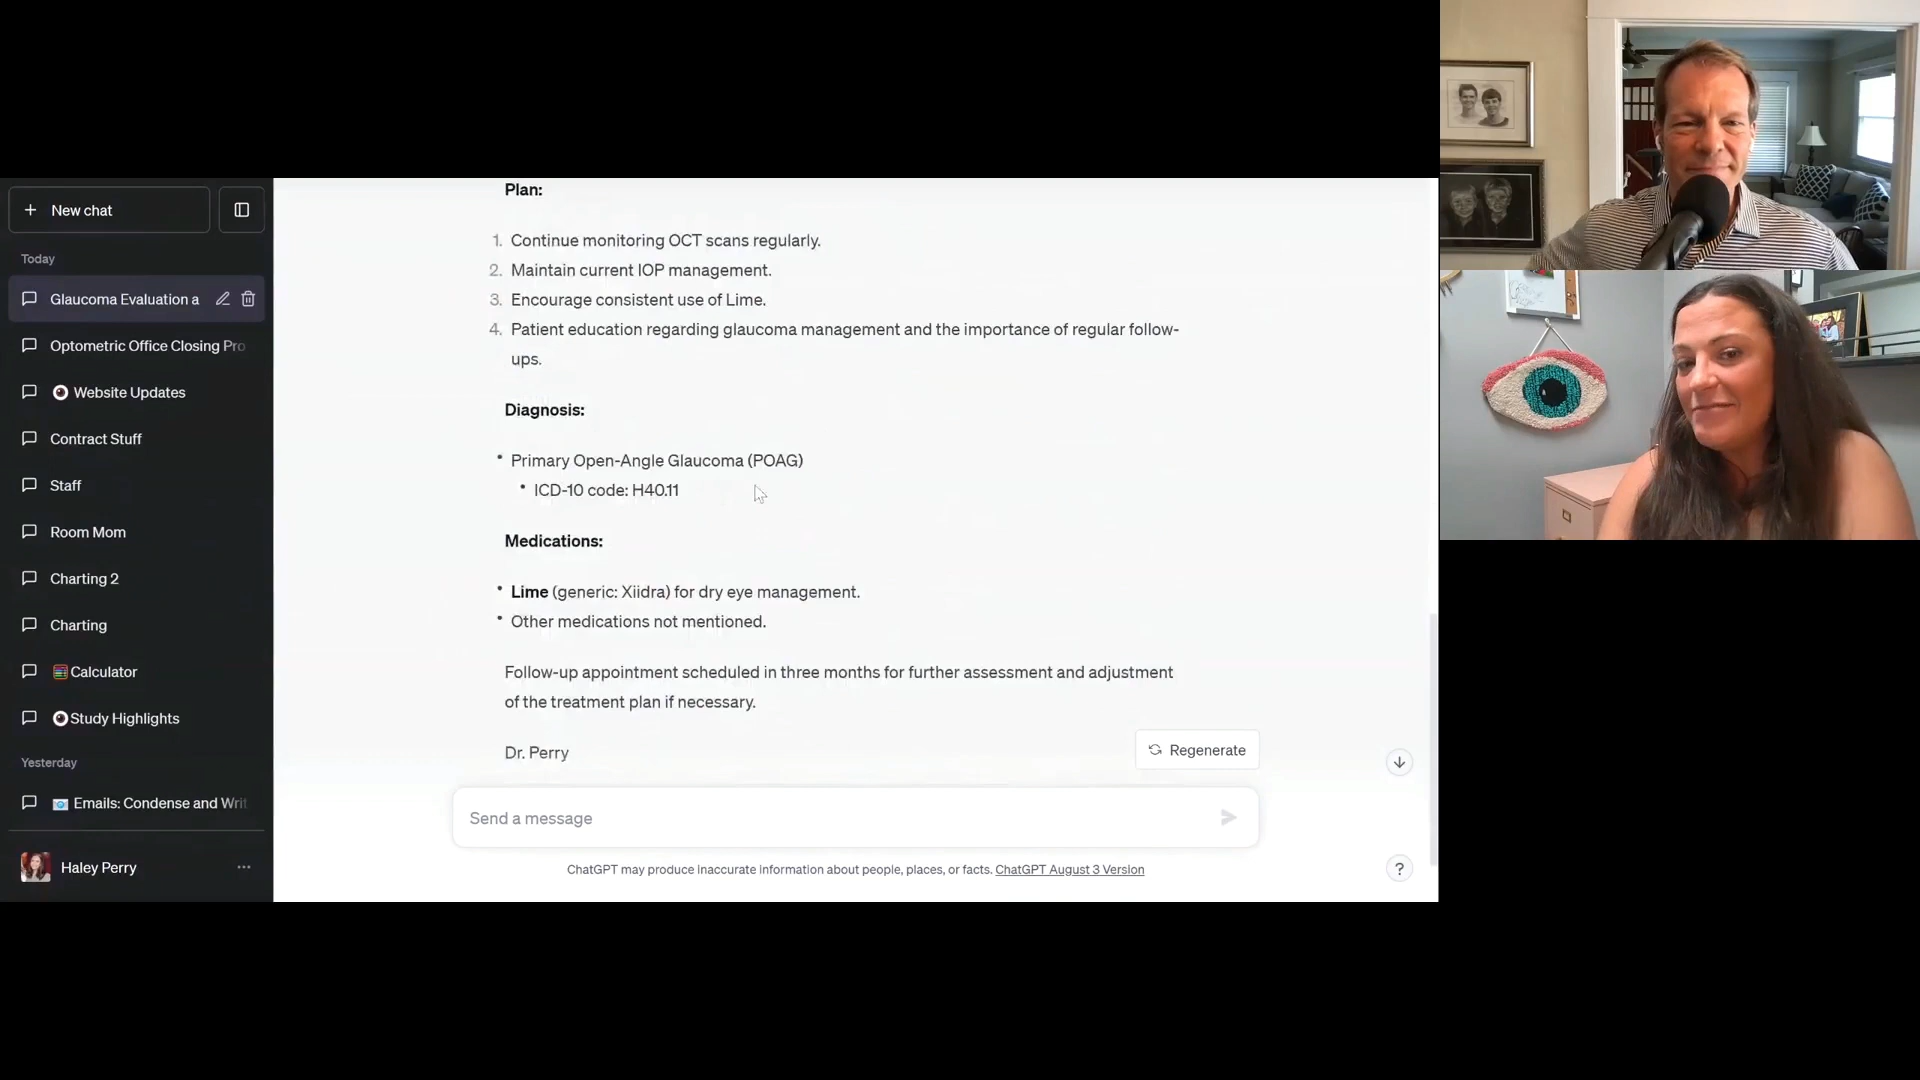 New chat
Today
Glaucoma Evaluation a
Optometric Office Closing Pro
Website Updates
Contract Stuff
Staff
Room Mom
Charting 2
Charting
Calculator
Study Highlights
Yesterday
Emails: Condense and Writ
Haley Perry
Plan:
1. Continue monitoring OCT scans regularly.
2. Maintain current IOP management.
3. Encourage consistent use of Lime.
4. Patient education regarding glaucoma management and the importance of regular follow-
ups.
Diagnosis:
• Primary Open-Angle Glaucoma (POAG)
• ICD-10 code: H40.11
Medications:
• Lime (generic: Xiidra) for dry eye management.
• Other medications not mentioned.
Follow-up appointment scheduled in three months for further assessment and adjustment
of the treatment plan if necessary.
Dr. Perry
Regenerate
Send a message
ChatGPT may produce inaccurate information about people, places, or facts. ChatGPT August 3 Version
?